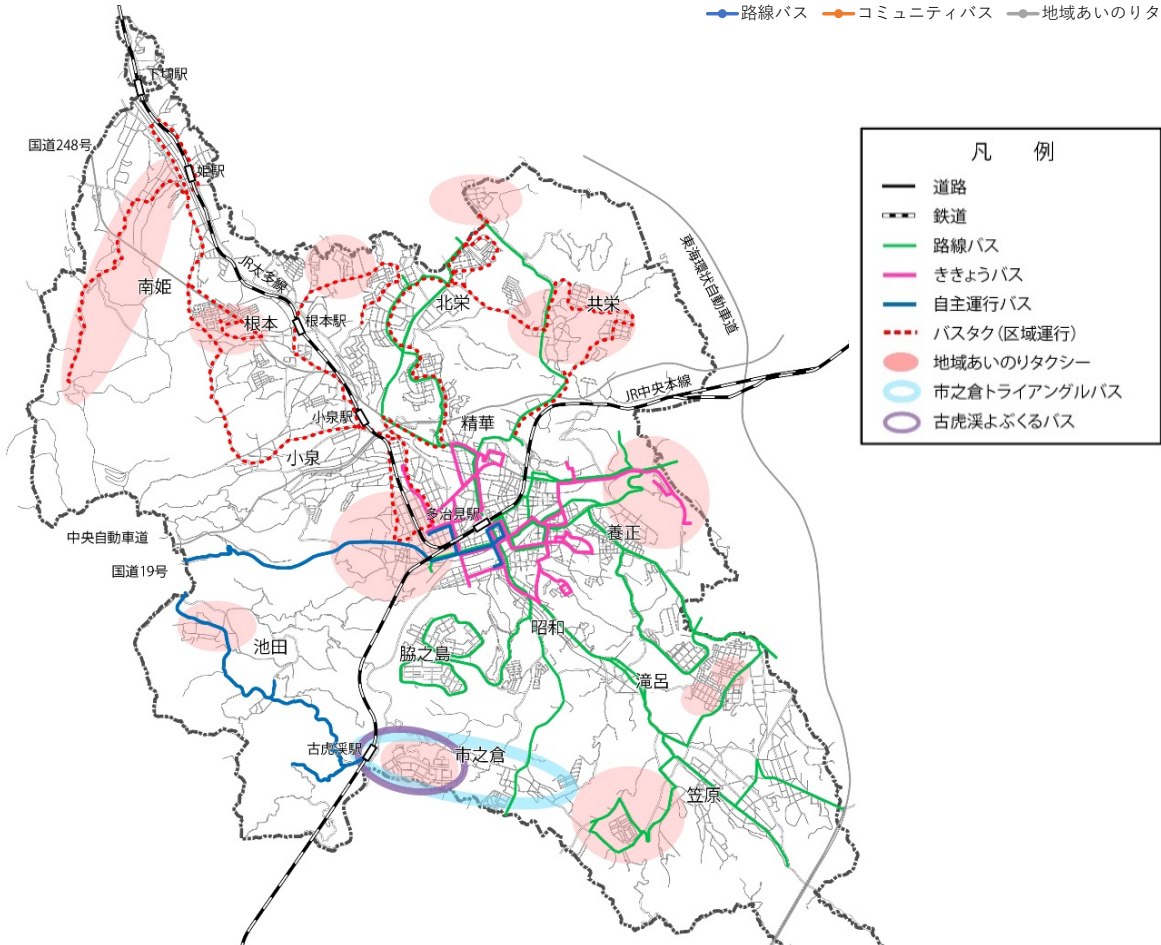 路線バス コミュニティバス 地域あいのりタ
下切駅
国道248号
姫駅
東海環状自動車道
凡 例
道路
鉄道
路線バス
ききょうバス
自主運行バス
バスタク(区域運行)
地域あいのりタクシー
市之倉トライアングルバス
古虎渓よぶくるバス
JR太多線
南姫
北栄
共栄
根本
根本駅
JR中央本線
小泉駅
精華
小泉
多治見駅
中央自動車道
養正
国道19号
昭和
池田
脇之島
滝呂
古虎渓駅
市之倉
笠原